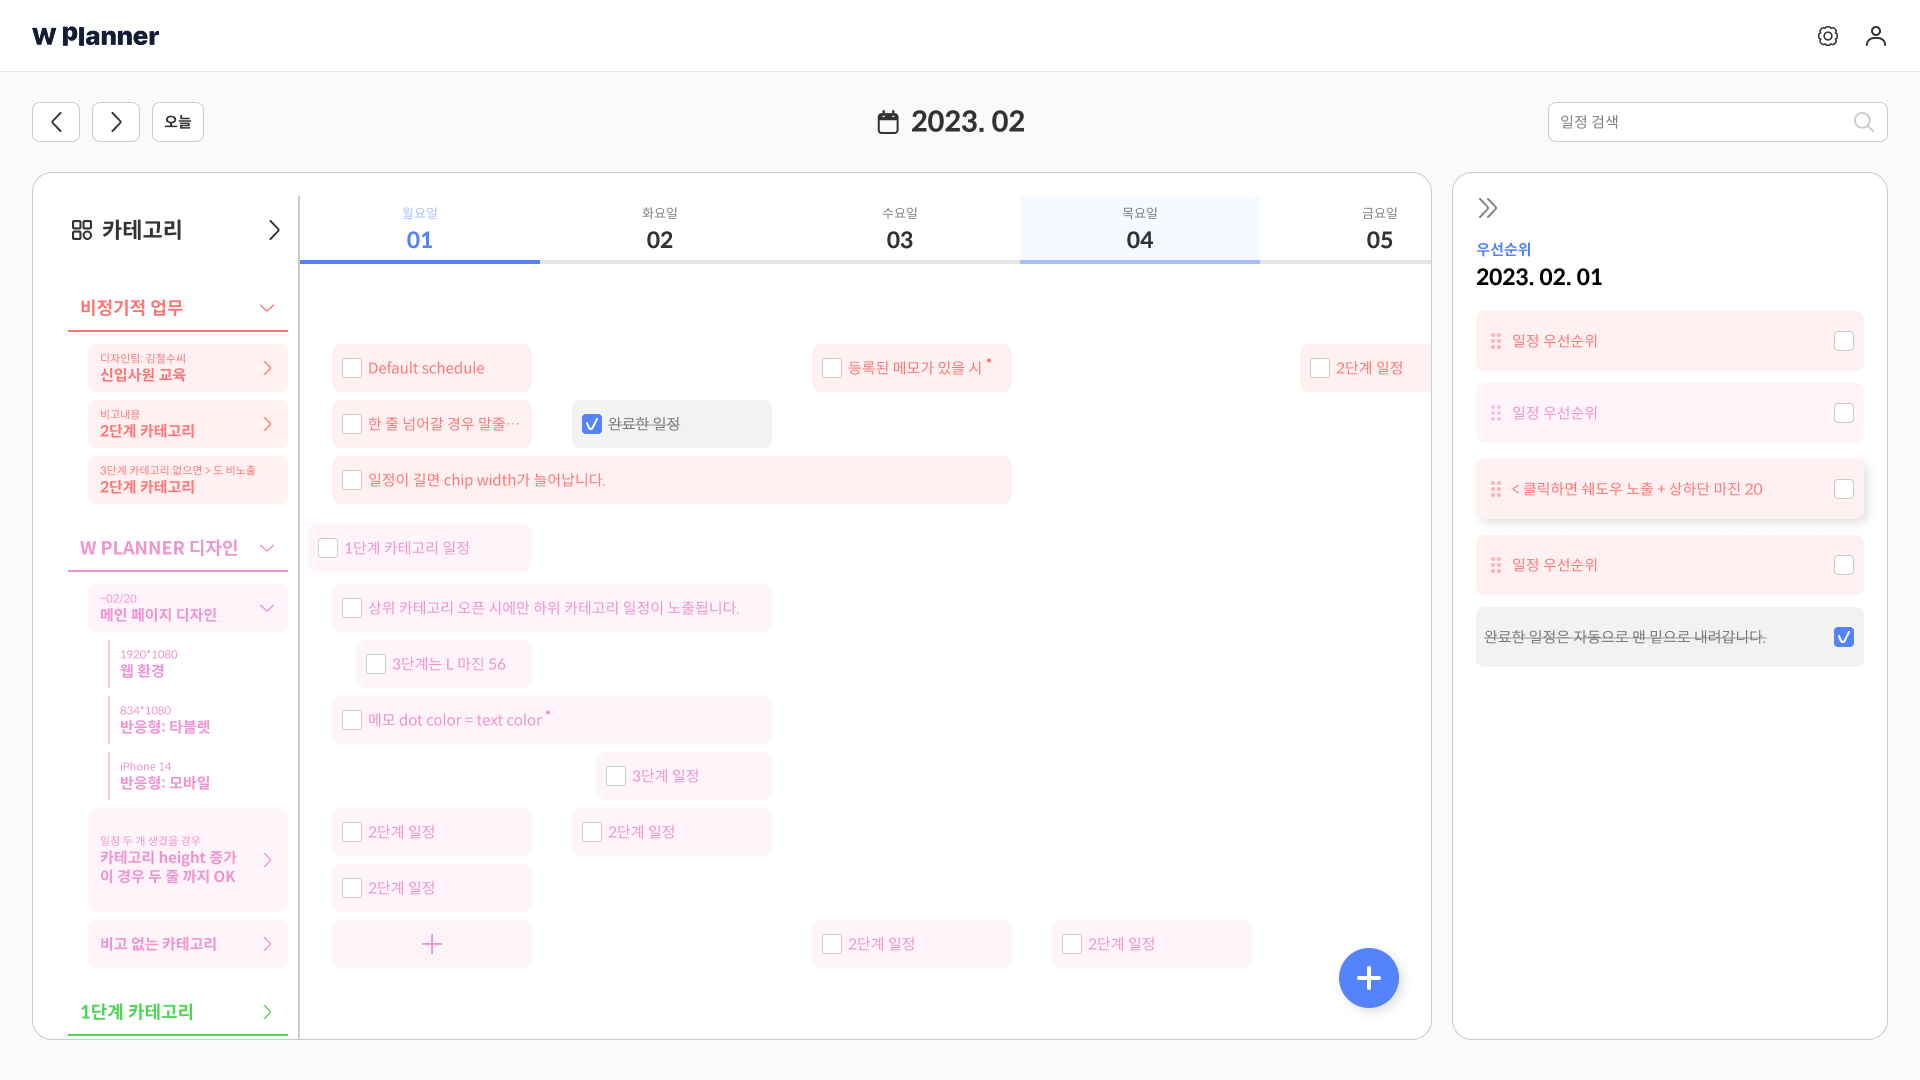 W Planner
오늘
2023. 02
일정 검색
카테고리
월요일
01
화요일
02
수요일
03
목요일
04
금요일
05
비정기적 업무
디자인팀: 김철수씨
신입사원 교육
Default schedule
등록된 메모가 있을 시
2단계 일정
비고내용
2단계 카테고리
한 줄 넘어갈 경우 말줄…
완료한 일정
3단계 카테고리 없으면 > 도 비노출
2단계 카테고리
일정이 길면 chip width가 늘어납니다.
W PLANNER 디자인
1단계 카테고리 일정
~02/20
메인 페이지 디자인
상위 카테고리 오픈 시에만 하위 카테고리 일정이 노출됩니다.
1920*1080
웹 환경
3단계는 L 마진 56
834*1080
반응형: 타블렛
메모 dot color = text color
iPhone 14
반응형: 모바일
3단계 일정
일정 두 개 생겼을 경우
카테고리 height 증가
이 경우 두 줄 까지 OK
2단계 일정
2단계 일정
2단계 일정
비고 없는 카테고리
2단계 일정
2단계 일정
1단계 카테고리
우선순위
2023. 02. 01
일정 우선순위
일정 우선순위
< 클릭하면 쉐도우 노출 + 상하단 마진 20
일정 우선순위
완료한 일정은 자동으로 맨 밑으로 내려갑니다.